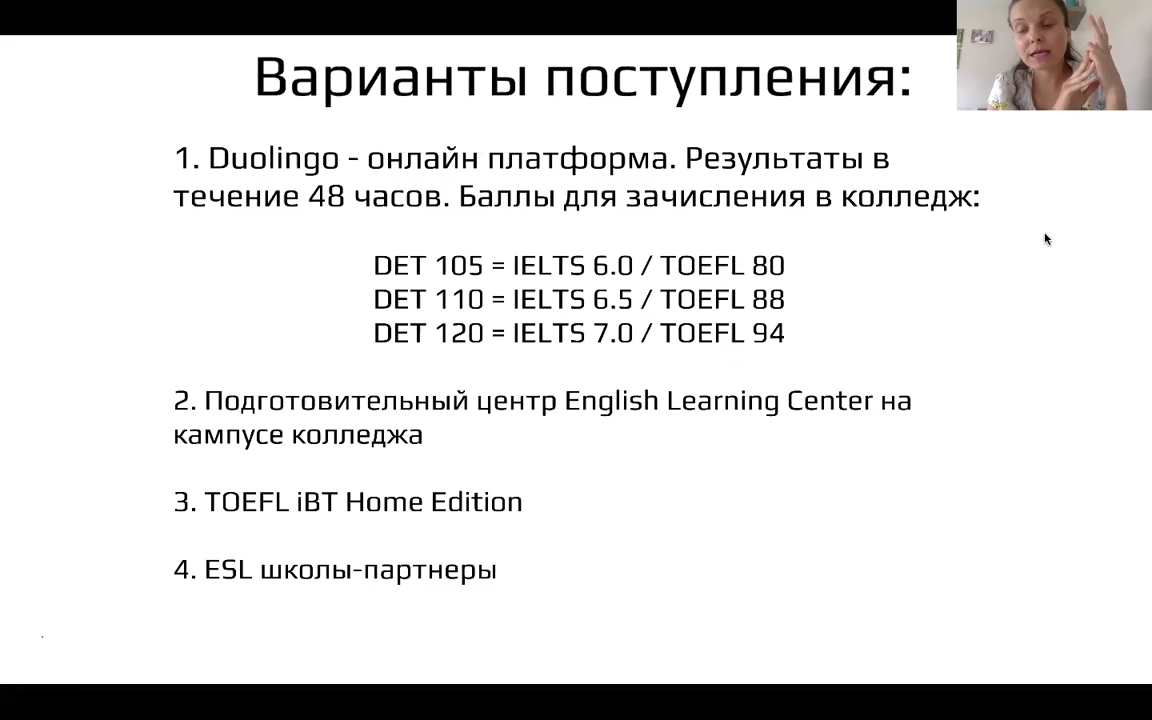 Варианты поступления:
1. Duolingo - онлайн платформа. Результаты в
течение 48 часов. Баллы для зачисления в колледж:
DET 105 = IELTS 6.0 / TOEFL 80
DET 110 = IELTS 6.5 / TOEFL 88
DET 120 = IELTS 7.0 / TOEFL 94
2. Подготовительный центр English Learning Center на
кампусе колледжа
3. TOEFL iBT Home Edition
4. ESL школы-партнеры